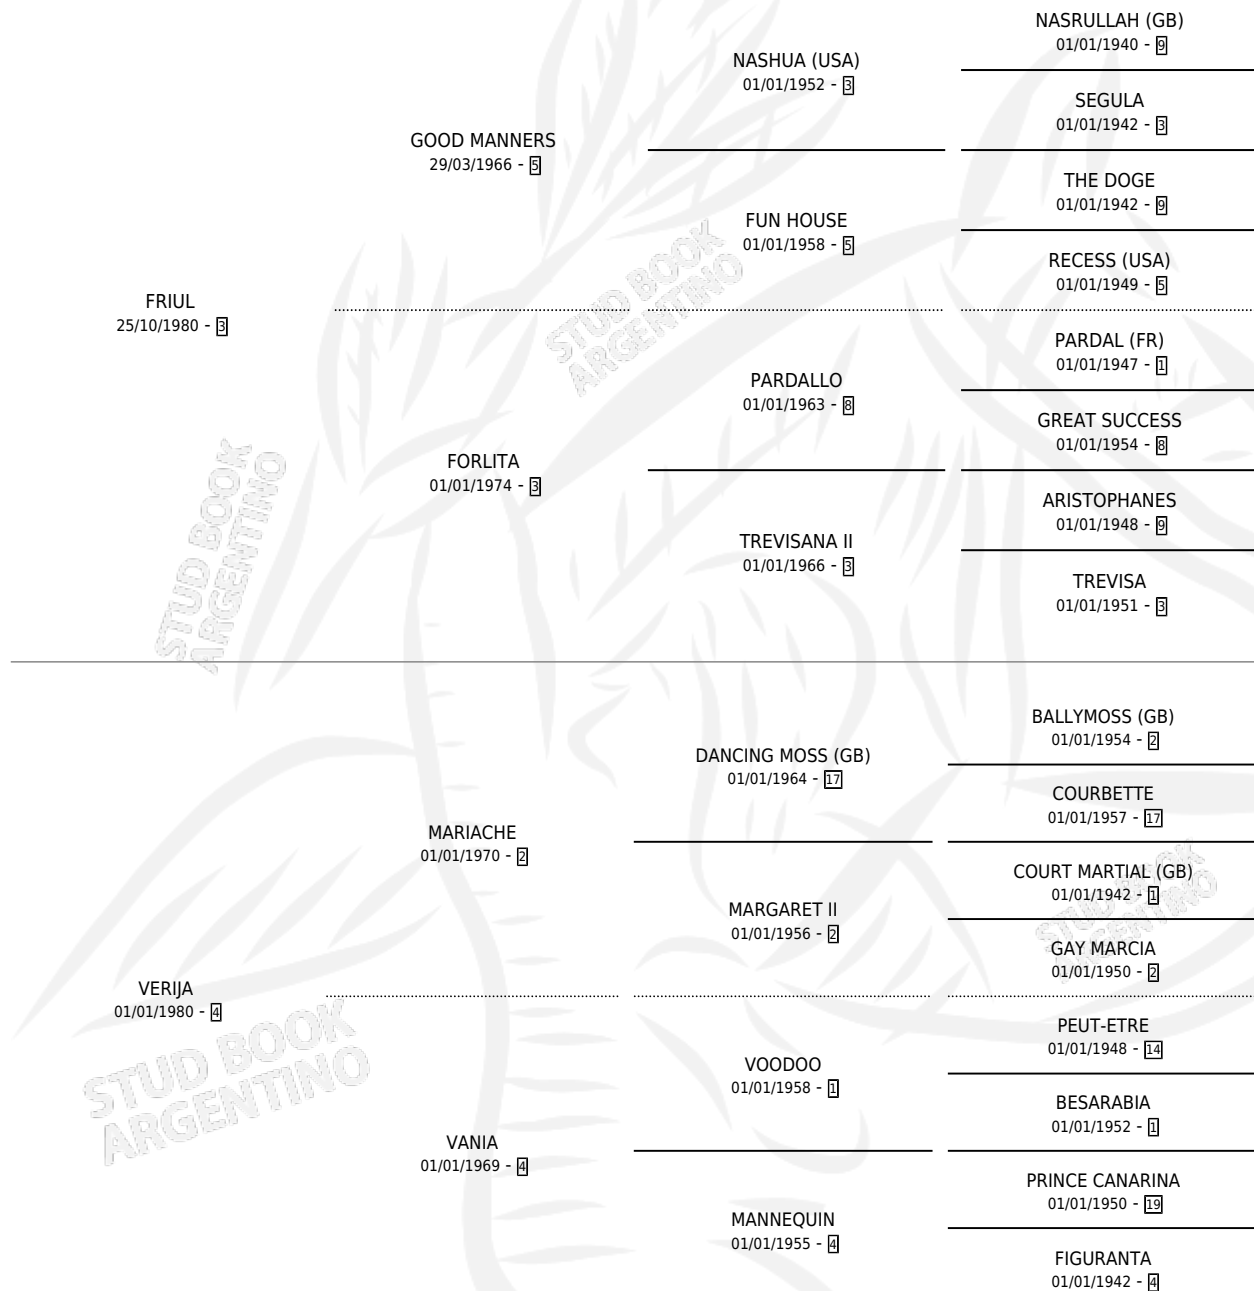 NASRULLAH (GB)
01/01/1940 - 9
NASHUA (USA)
01/01/1952 - 3
SEGULA
01/01/1942 - 3
GOOD MANNERS
29/03/1966 - 5
THE DOGE
01/01/1942 - 9
FUN HOUSE
01/01/1958 - 5
RECESS (USA)
01/01/1949 - 5
FRIUL
25/10/1980 - 3
PARDAL (FR)
01/01/1947 - 1
PARDALLO
01/01/1963 - 8
GREAT SUCCESS
01/01/1954 - 8
FORLITA
01/01/1974 - 3
ARISTOPHANES
01/01/1948 - 9
TREVISANA II
01/01/1966 - 3
TREVISA
01/01/1951 - 3
BALLYMOSS (GB)
01/01/1954 - 2
DANCING MOSS (GB)
01/01/1964 - 17
COURBETTE
01/01/1957 - 17
MARIACHE
01/01/1970 - 2
COURT MARTIAL (GB)
01/01/1942 - 1
MARGARET II
01/01/1956 - 2
GAY MARCIA
01/01/1950 - 2
VERIJA
01/01/1980 - 4
PEUT-ETRE
01/01/1948 - 14
VOODOO
01/01/1958 - 1
BESARABIA
01/01/1952 - 1
VANIA
01/01/1969 - 4
PRINCE CANARINA
01/01/1950 - 19
MANNEQUIN
01/01/1955 - 4
FIGURANTA
01/01/1942 - 4
STUD BOOK
ARGENTINO
STUD BOOK
ARGENTINO
STUD BOOK
ARGENTINO
STUD BOOK
ARGENTINO